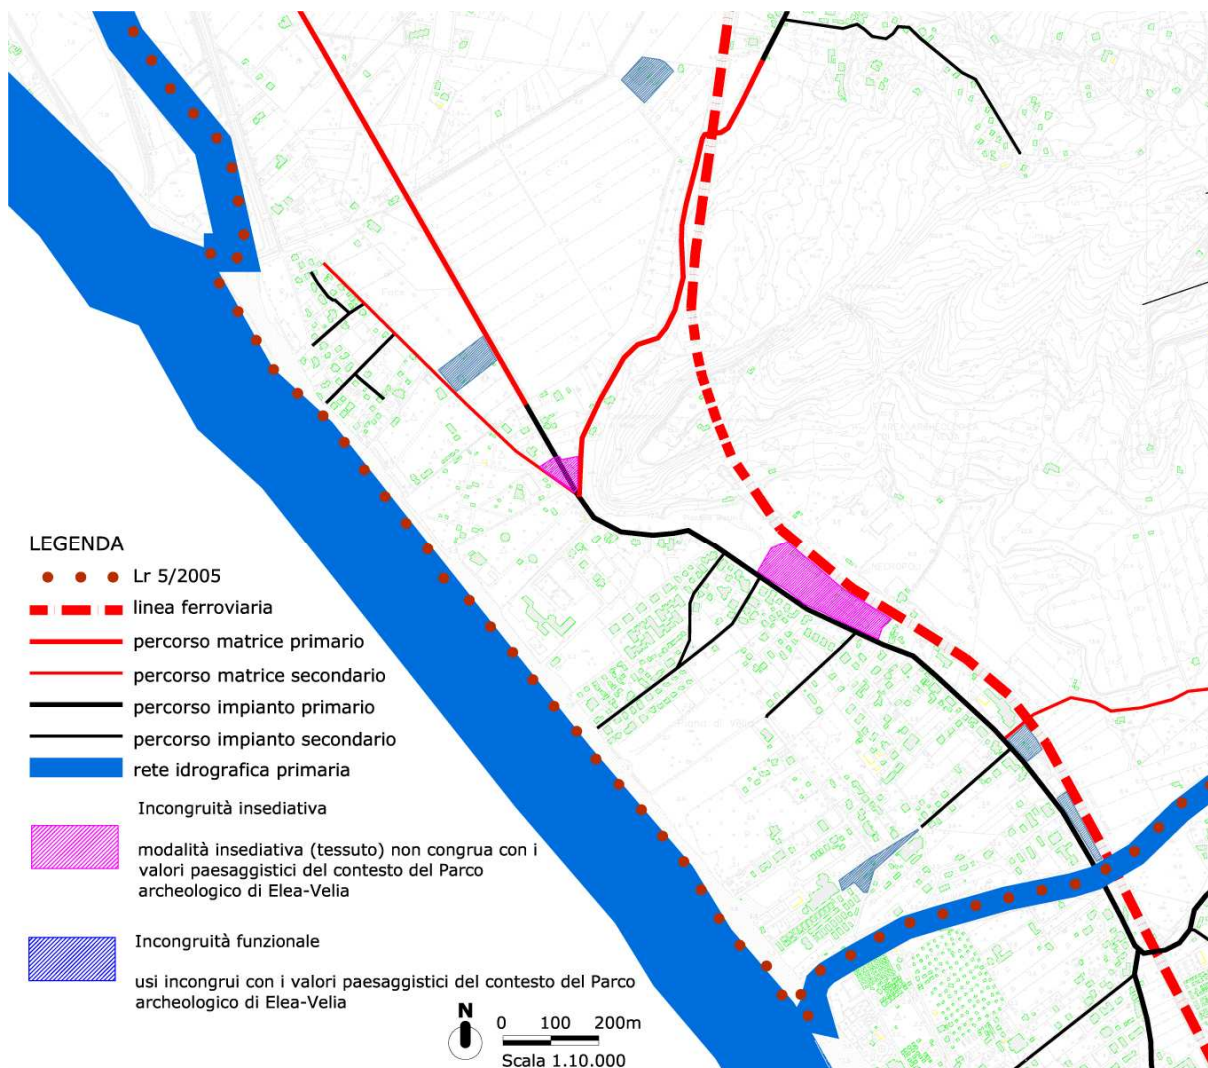 LEGENDA
Lr 5/2005
linea ferroviaria
percorso matrice primario
percorso matrice secondario
percorso impianto primario
percorso impianto secondario
rete idrografica primaria
Incongruità insediativa
modalità insediativa (tessuto) non congrua con i
valori paesaggistici del contesto del Parco
archeologico di Elea-Velia
Incongruità funzionale
usi incongrui con i valori paesaggistici del contesto del Parco
archeologico di Elea-Velia
N
0 100 200m
Scala 1.10.000